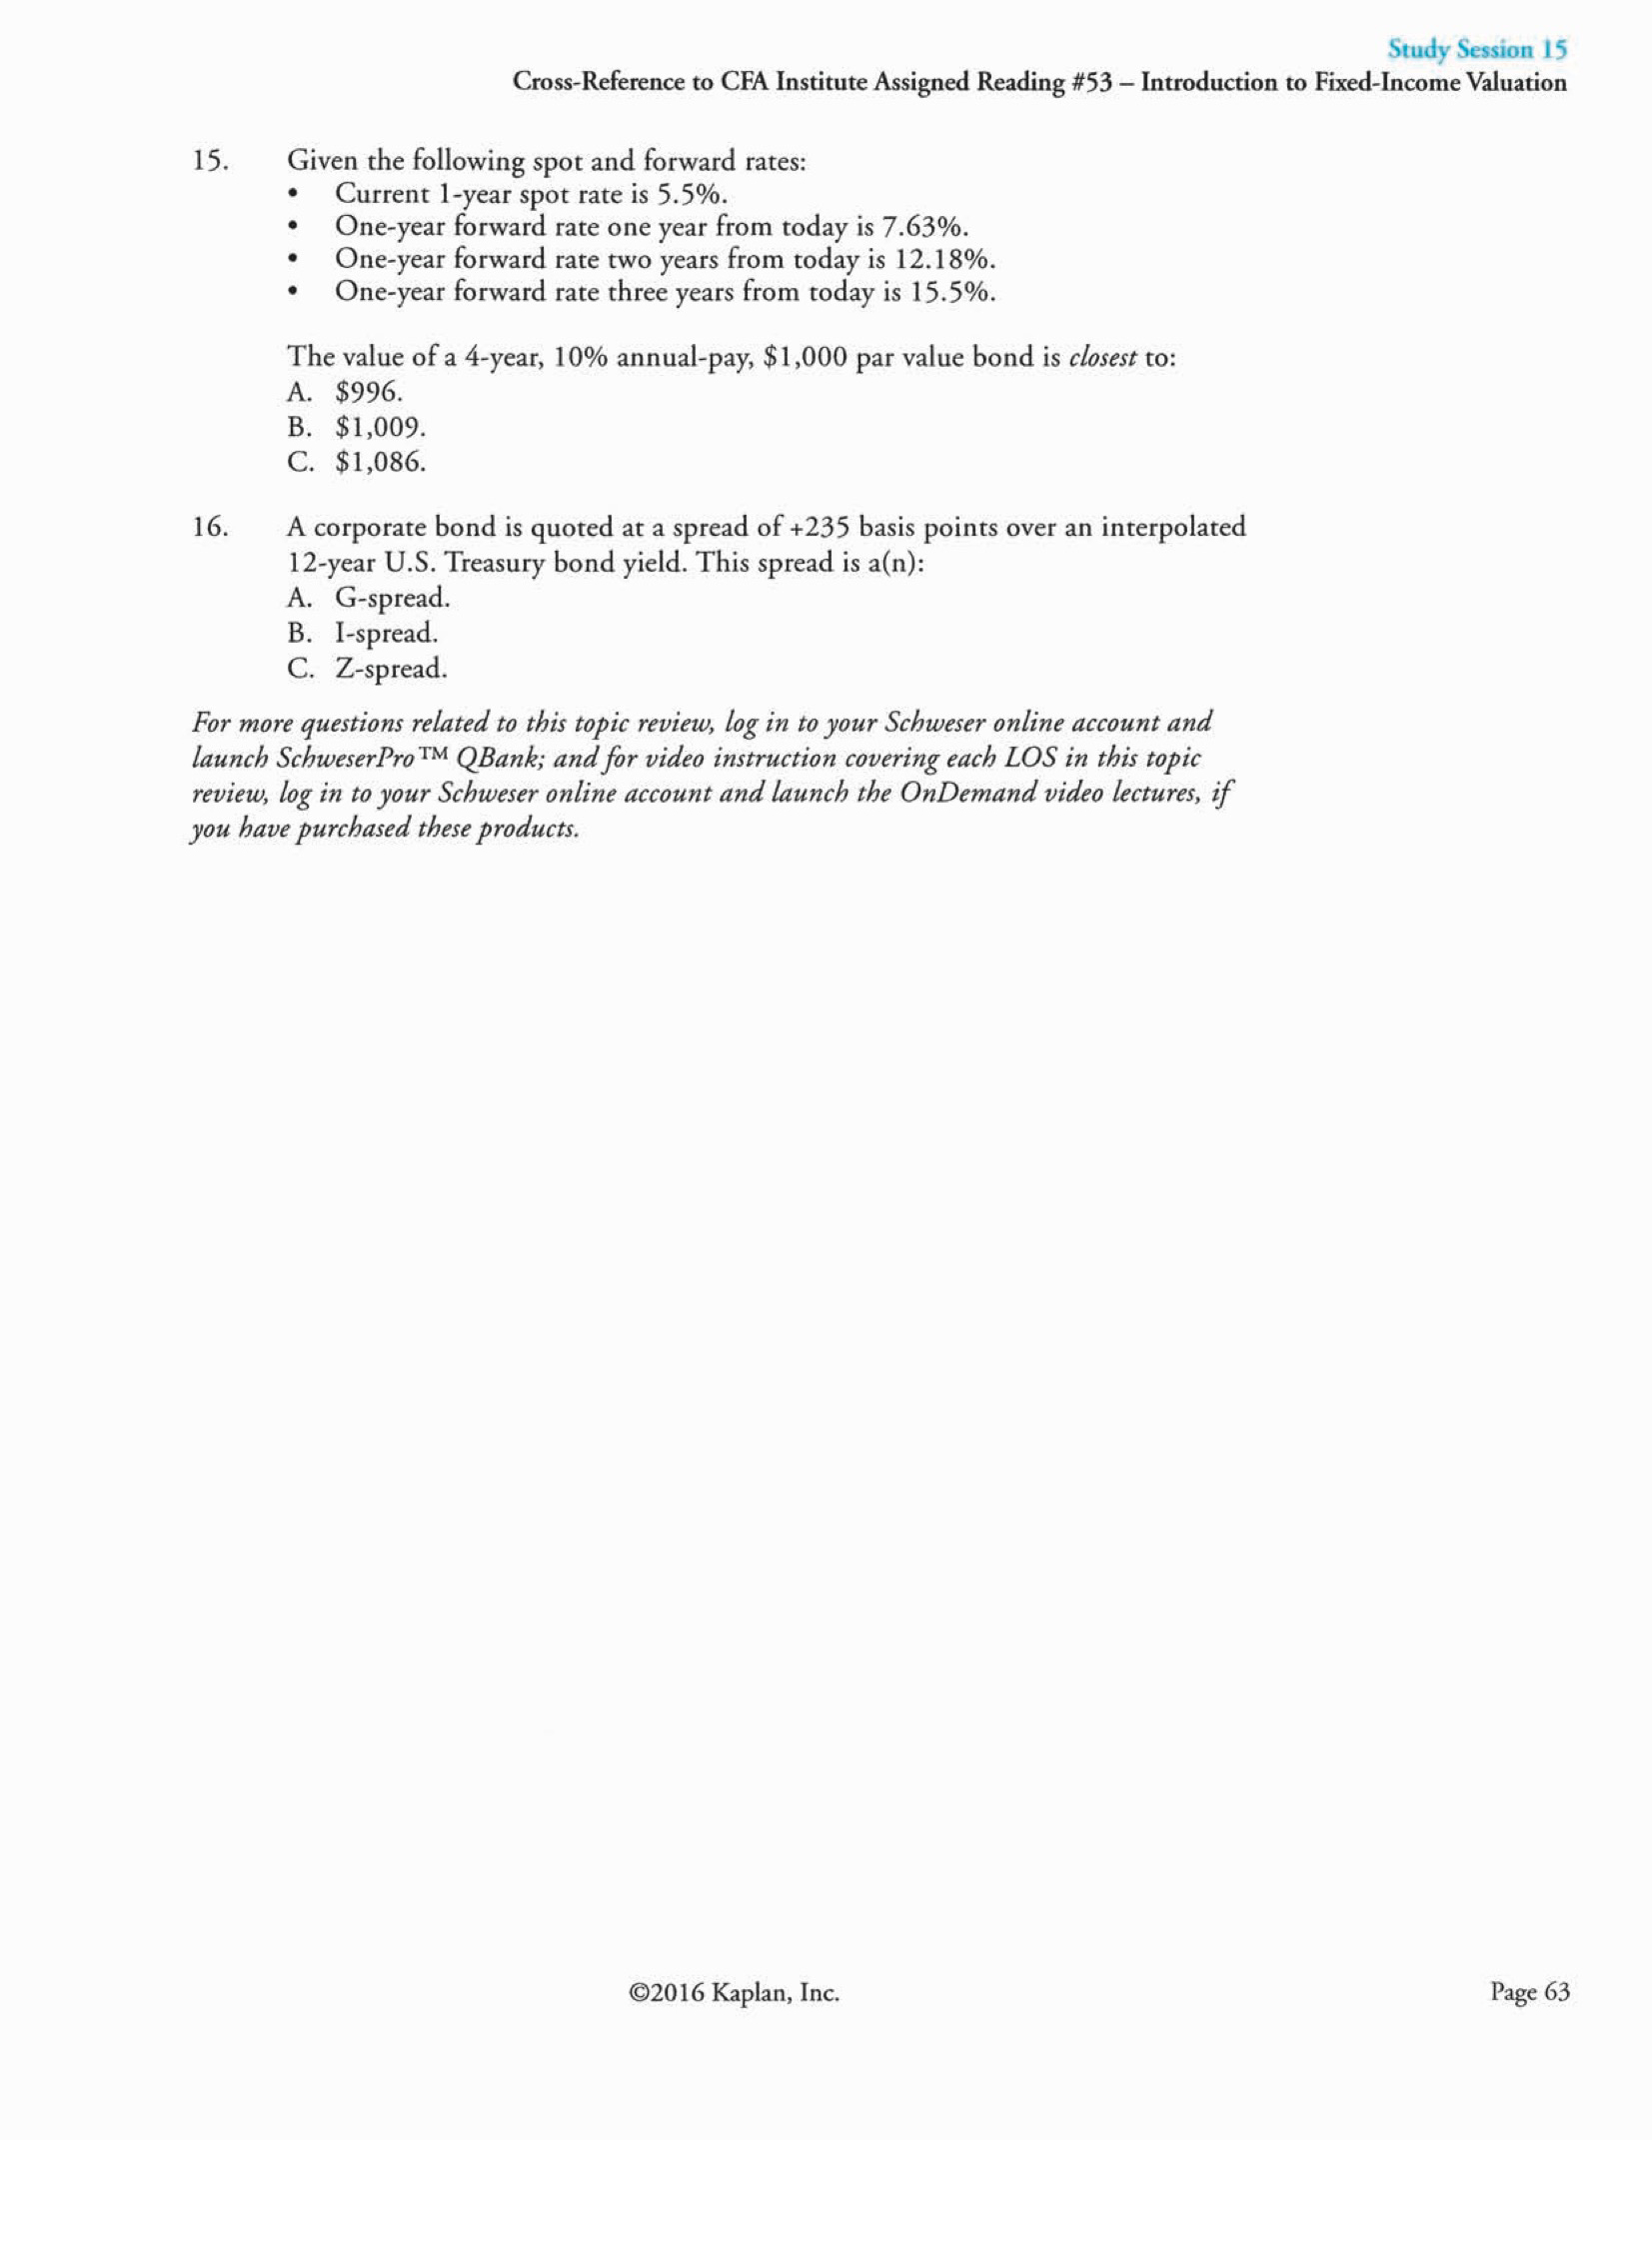 Study Session 15
Cross-Reference to CFA Institute Assigned Reading #53 – Introduction to Fixed-Income Valuation
15. Given the following spot and forward rates:
• Current 1-year spot rate is 5.5%.
• One-year forward rate one year from today is 7.63%.
• One-year forward rate two years from today is 12.18%.
• One-year forward rate three years from today is 15.5%.
The value of a 4-year, 10% annual-pay, $1,000 par value bond is closest to:
A. $996.
B. $1,009.
C. $1,086.
16. A corporate bond is quoted at a spread of +235 basis points over an interpolated
12-year U.S. Treasury bond yield. This spread is a(n):
A. G-spread.
B. I-spread.
C. Z-spread.
For more questions related to this topic review, log in to your Schweser online account and
launch SchweserPro™ QBank; and for video instruction covering each LOS in this topic
review, log in to your Schweser online account and launch the OnDemand video lectures, if
you have purchased these products.
©2016 Kaplan, Inc.
Page 63